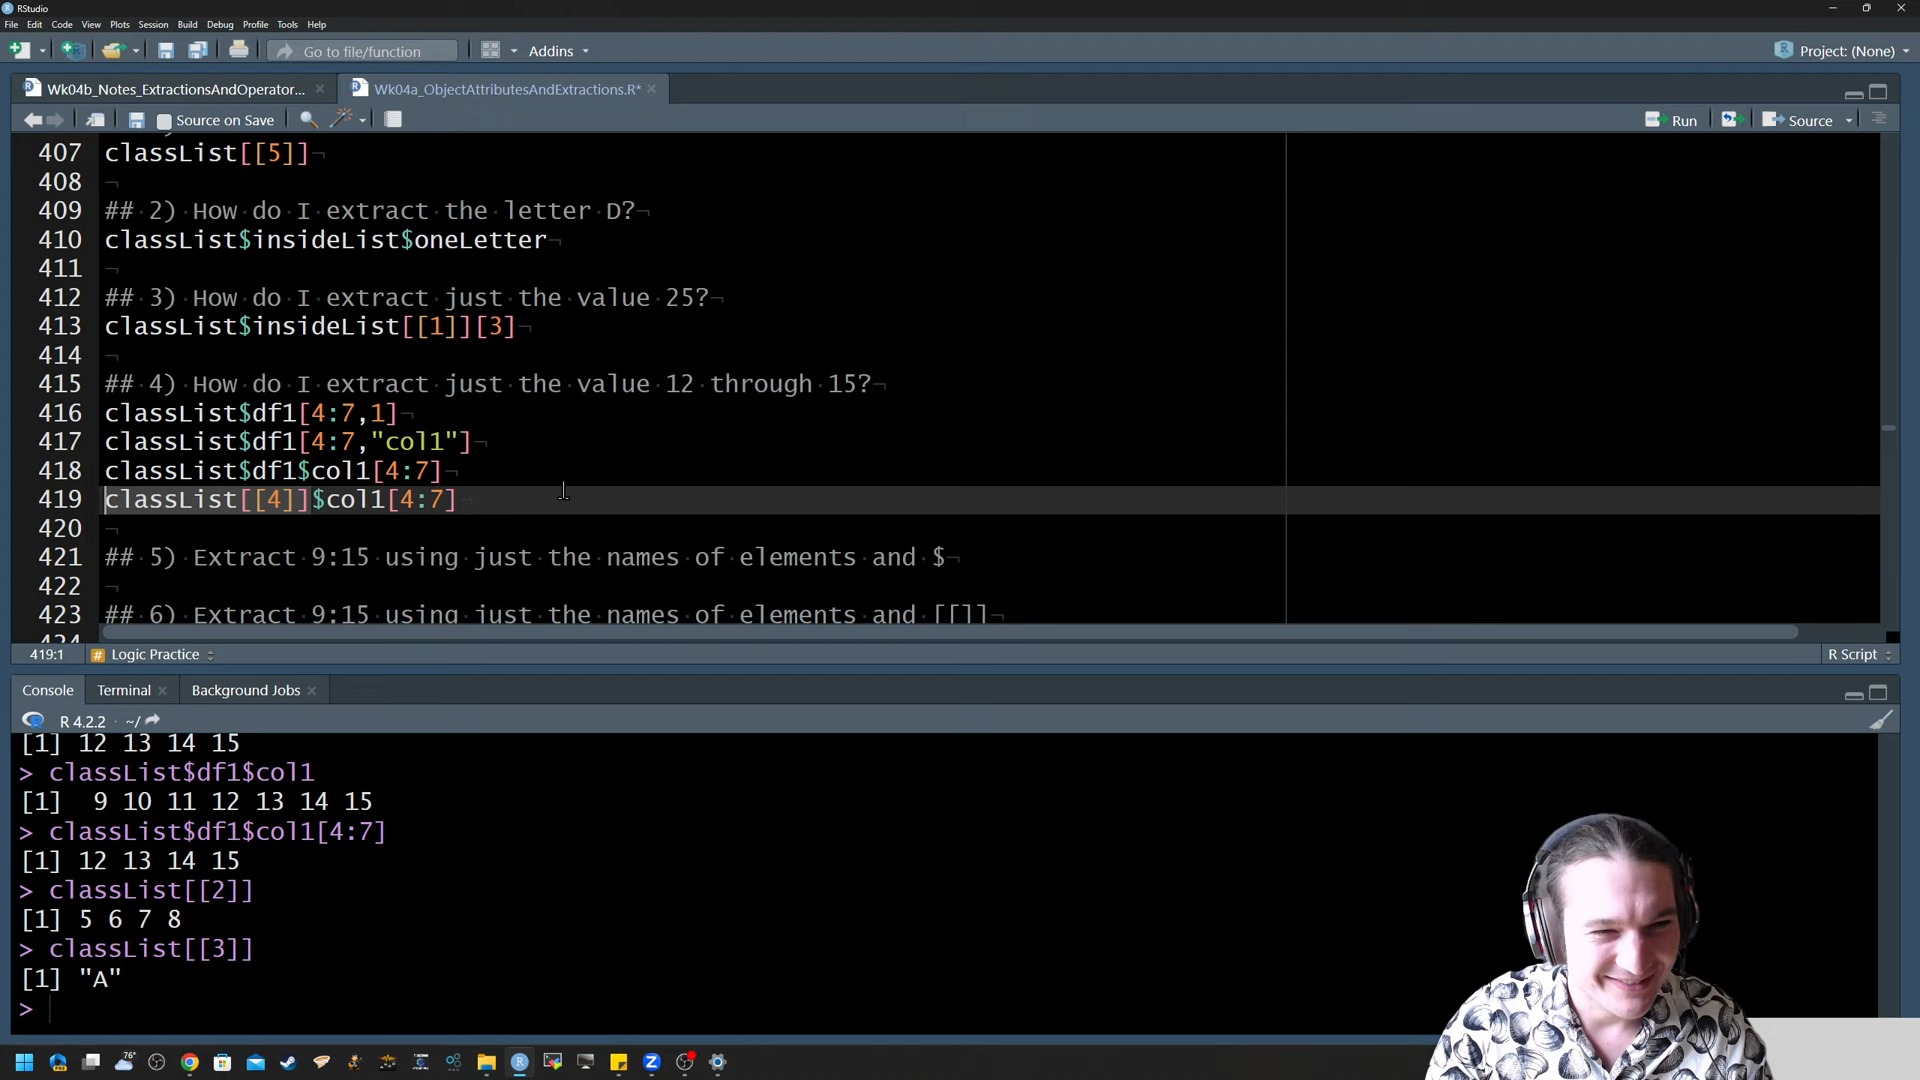 RStudio
File Edit Code View Plots Session Build Debug Profile Tools Help
Go to file/function Addins Project: (None)
Wk04b_Notes_ExtractionsAndOperator... Wk04a_ObjectAttributesAndExtractions.R*
Source on Save Run Source
407 classList[[5]]
408
409 ## 2) How do I extract the letter D?
410 classList$insideList$oneLetter
411
412 ## 3) How do I extract just the value 25?
413 classList$insideList[[1]][3]
414
415 ## 4) How do I extract just the value 12 through 15?
416 classList$df1[4:7,1]
417 classList$df1[4:7,"col1"]
418 classList$df1$col1[4:7]
419 classList[[4]]$col1[4:7]
420
421 ## 5) Extract 9:15 using just the names of elements and $
422
423 ## 6) Extract 9:15 using just the names of elements and [[]]
424
419:1 # Logic Practice R Script
Console Terminal Background Jobs
R 4.2.2 · ~/
[1] 12 13 14 15
> classList$df1$col1
[1] 9 10 11 12 13 14 15
> classList$df1$col1[4:7]
[1] 12 13 14 15
> classList[[2]]
[1] 5 6 7 8
> classList[[3]]
[1] "A"
>
76°